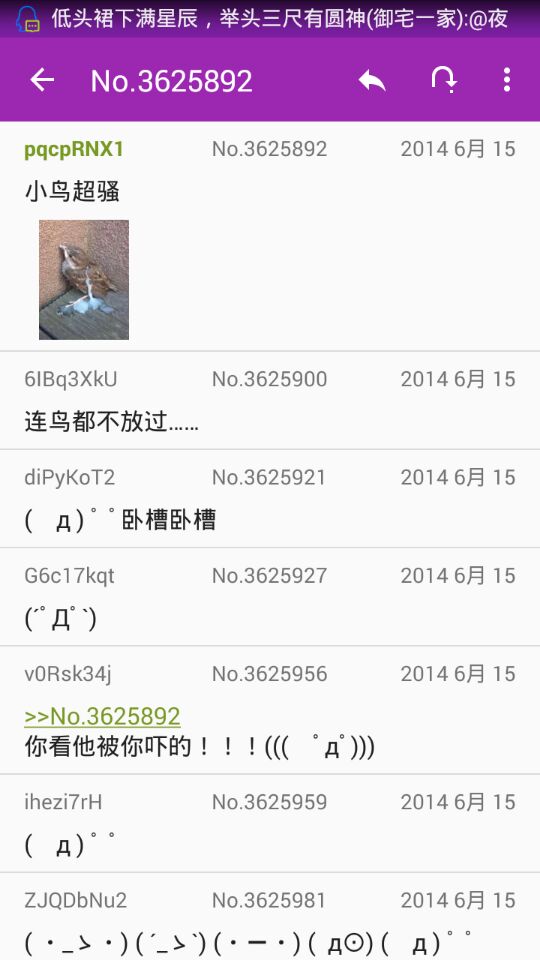 低头裙下满星辰，举头三尺有圆神(御宅一家):@夜
No.3625892
pqcpRNX1 No.3625892 2014 6月 15
小鸟超骚
6IBq3XkU No.3625900 2014 6月 15
连鸟都不放过……
diPyKoT2 No.3625921 2014 6月 15
(　д ) ﾟ ﾟ 卧槽卧槽
G6c17kqt No.3625927 2014 6月 15
(´ﾟДﾟ`)
v0Rsk34j No.3625956 2014 6月 15
>>No.3625892
你看他被你吓的！！！(((　ﾟдﾟ)))
ihezi7rH No.3625959 2014 6月 15
(　д ) ﾟ ﾟ
ZJQDbNu2 No.3625981 2014 6月 15
( ・_ゝ・) ( ´_ゝ`) (・ー・) ( д⊙) (　д ) ﾟ ﾟ